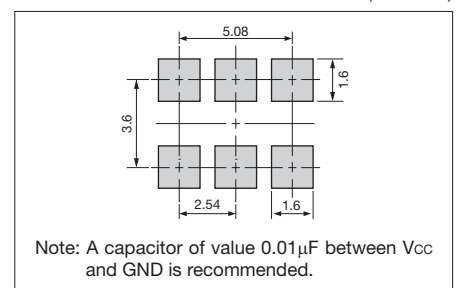 5.08
1.6
3.6
2.54
1.6
Note: A capacitor of value 0.01μF between Vcc
and GND is recommended.